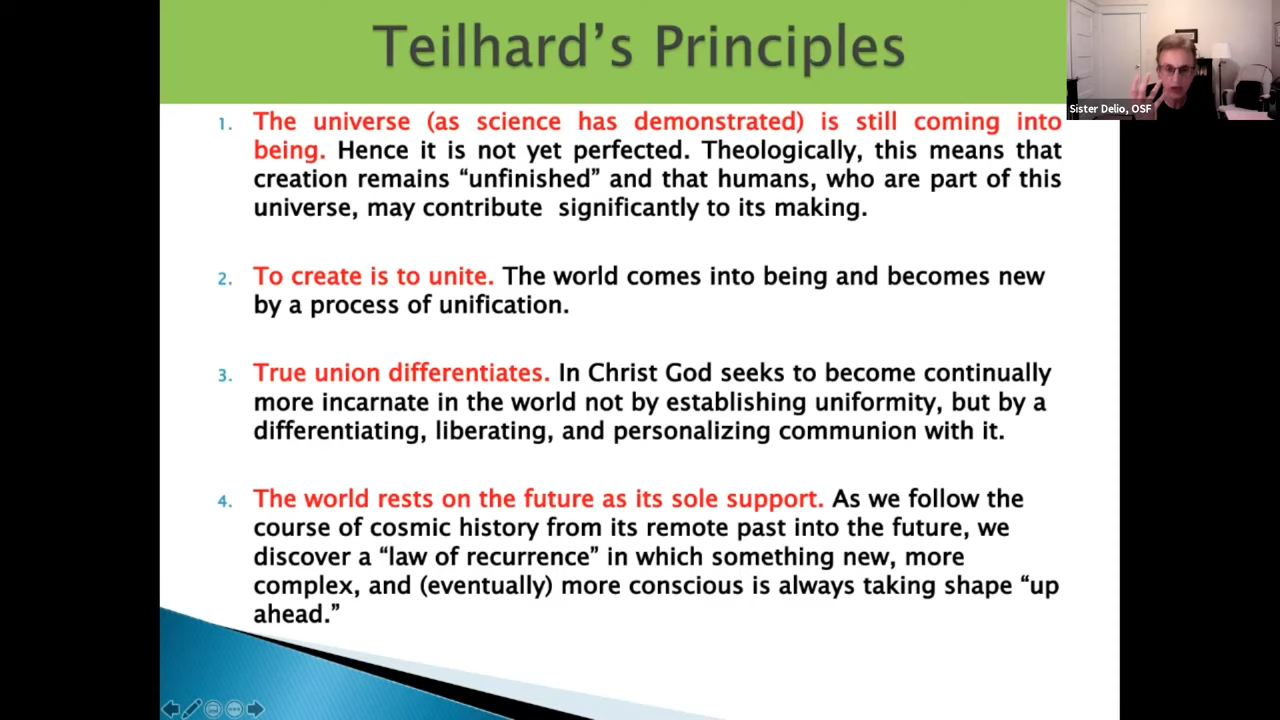 Teilhard’s Principles
Sister Delio, OSF
1. The universe (as science has demonstrated) is still coming into
being. Hence it is not yet perfected. Theologically, this means that
creation remains “unfinished” and that humans, who are part of this
universe, may contribute  significantly to its making.
2. To create is to unite. The world comes into being and becomes new
by a process of unification.
3. True union differentiates. In Christ God seeks to become continually
more incarnate in the world not by establishing uniformity, but by a
differentiating, liberating, and personalizing communion with it.
4. The world rests on the future as its sole support. As we follow the
course of cosmic history from its remote past into the future, we
discover a “law of recurrence” in which something new, more
complex, and (eventually) more conscious is always taking shape “up
ahead.”